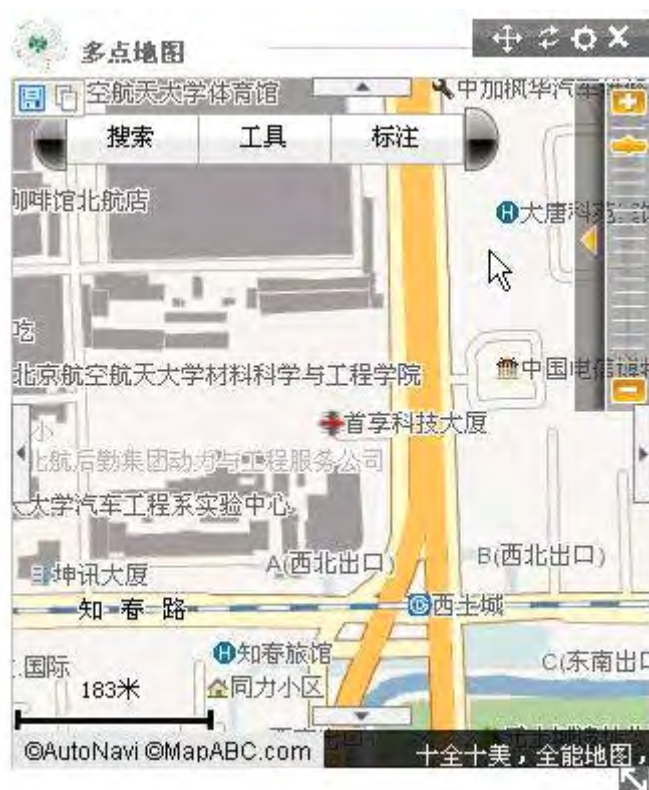 多点地图
空航天大学体育馆
中加枫华汽车
搜索 工具 标注
咖啡馆北航店
大唐科苑
吃
北京航空航天大学材料科学与工程学院
中国电信博物
首享科技大厦
小
北航后勤集团动力与工程服务公司
大学汽车工程系实验中心
A(西北出口)
B(西北出口)
坤讯大厦
知春路
西土城
国际
知春旅馆
C(东南出口
183米
同力小区
©AutoNavi ©MapABC.com
十全十美，全能地图，